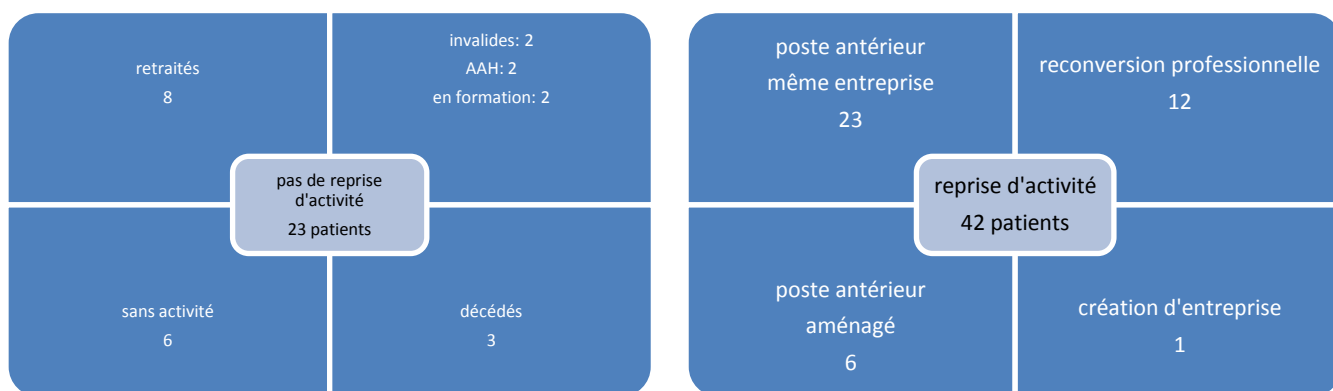 retraités
8
invalides: 2
AAH: 2
en formation: 2
pas de reprise
d'activité
23 patients
sans activité
6
décédés
3
poste antérieur
même entreprise
23
reconversion professionnelle
12
reprise d'activité
42 patients
poste antérieur
aménagé
6
création d'entreprise
1